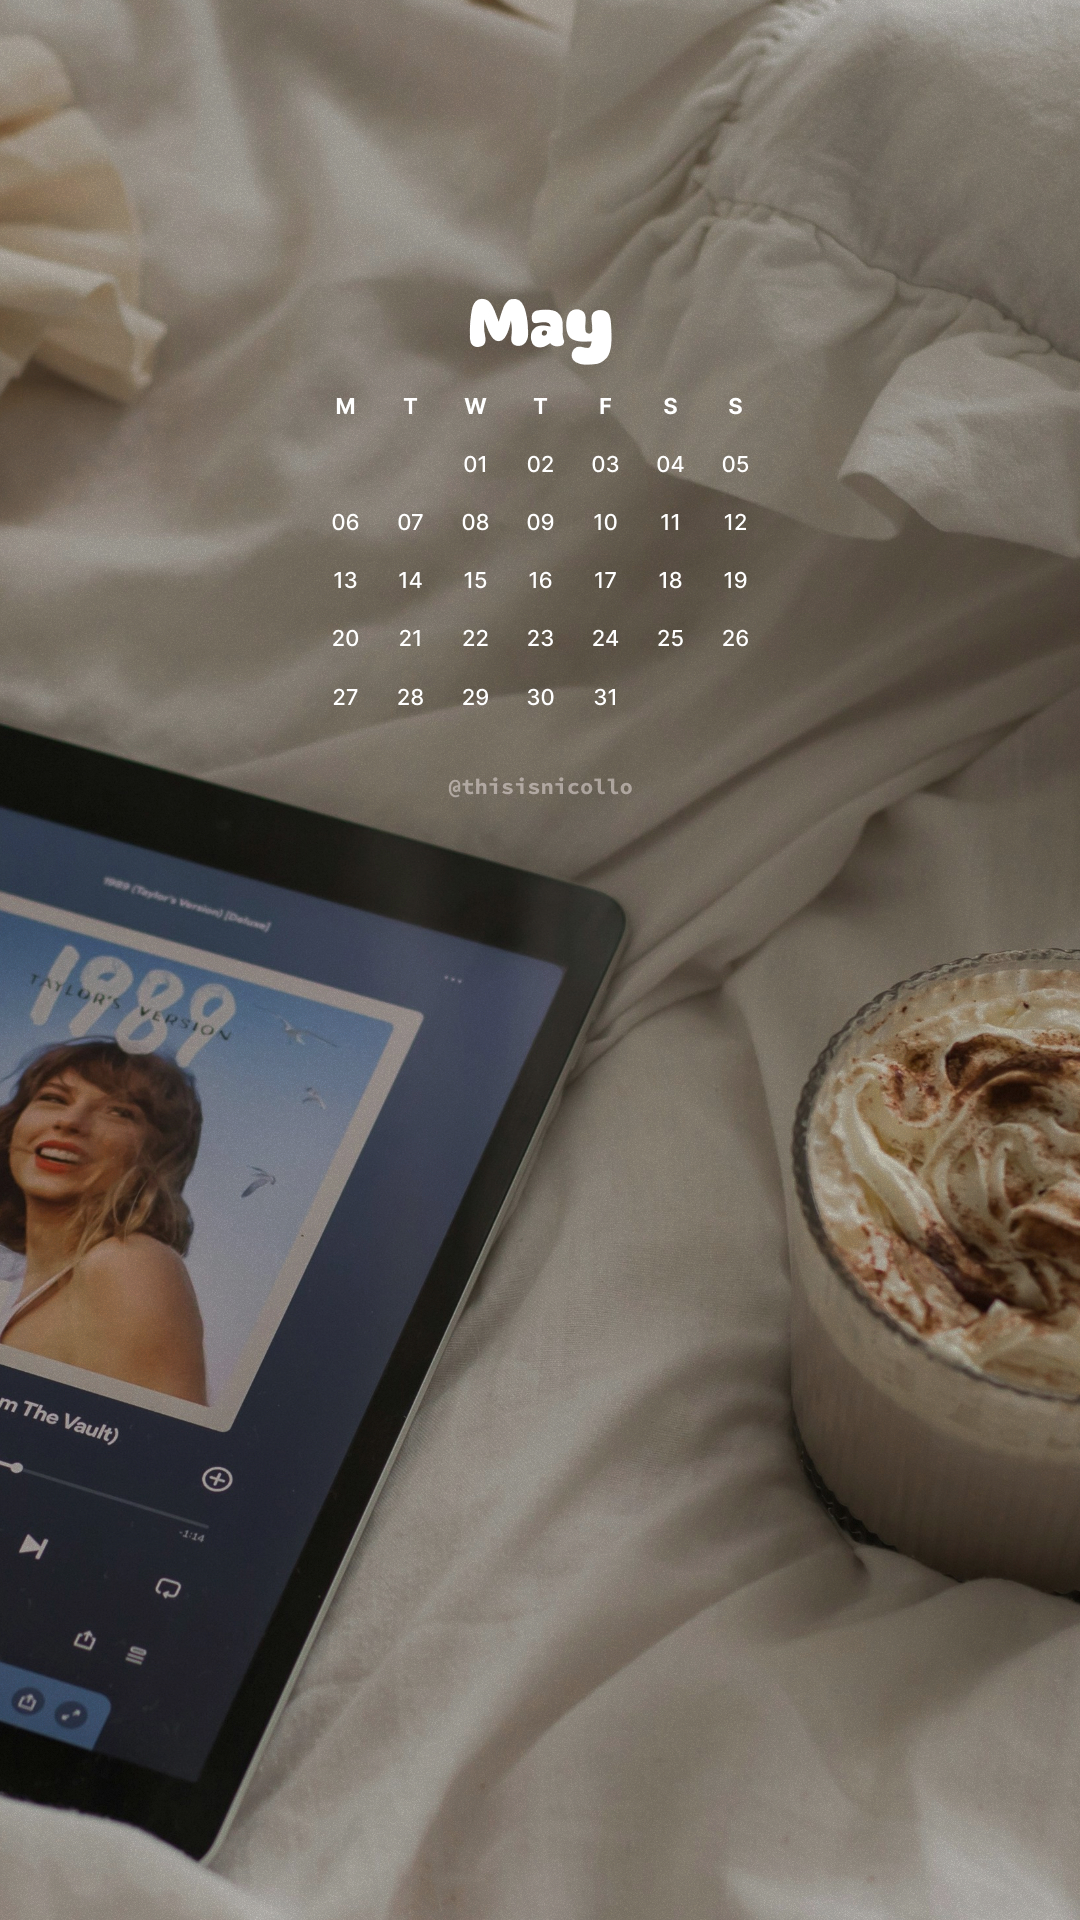 May
M T W T F S S
01 02 03 04 05
06 07 08 09 10 11 12
13 14 15 16 17 18 19
20 21 22 23 24 25 26
27 28 29 30 31
@thisisnicollo
1989 (Taylor's Version) [Deluxe]
1989
TAYLOR'S VERSION
m The Vault)
-1:14